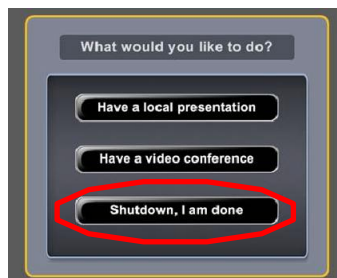 What would you like to do?
Have a local presentation
Have a video conference
Shutdown, I am done